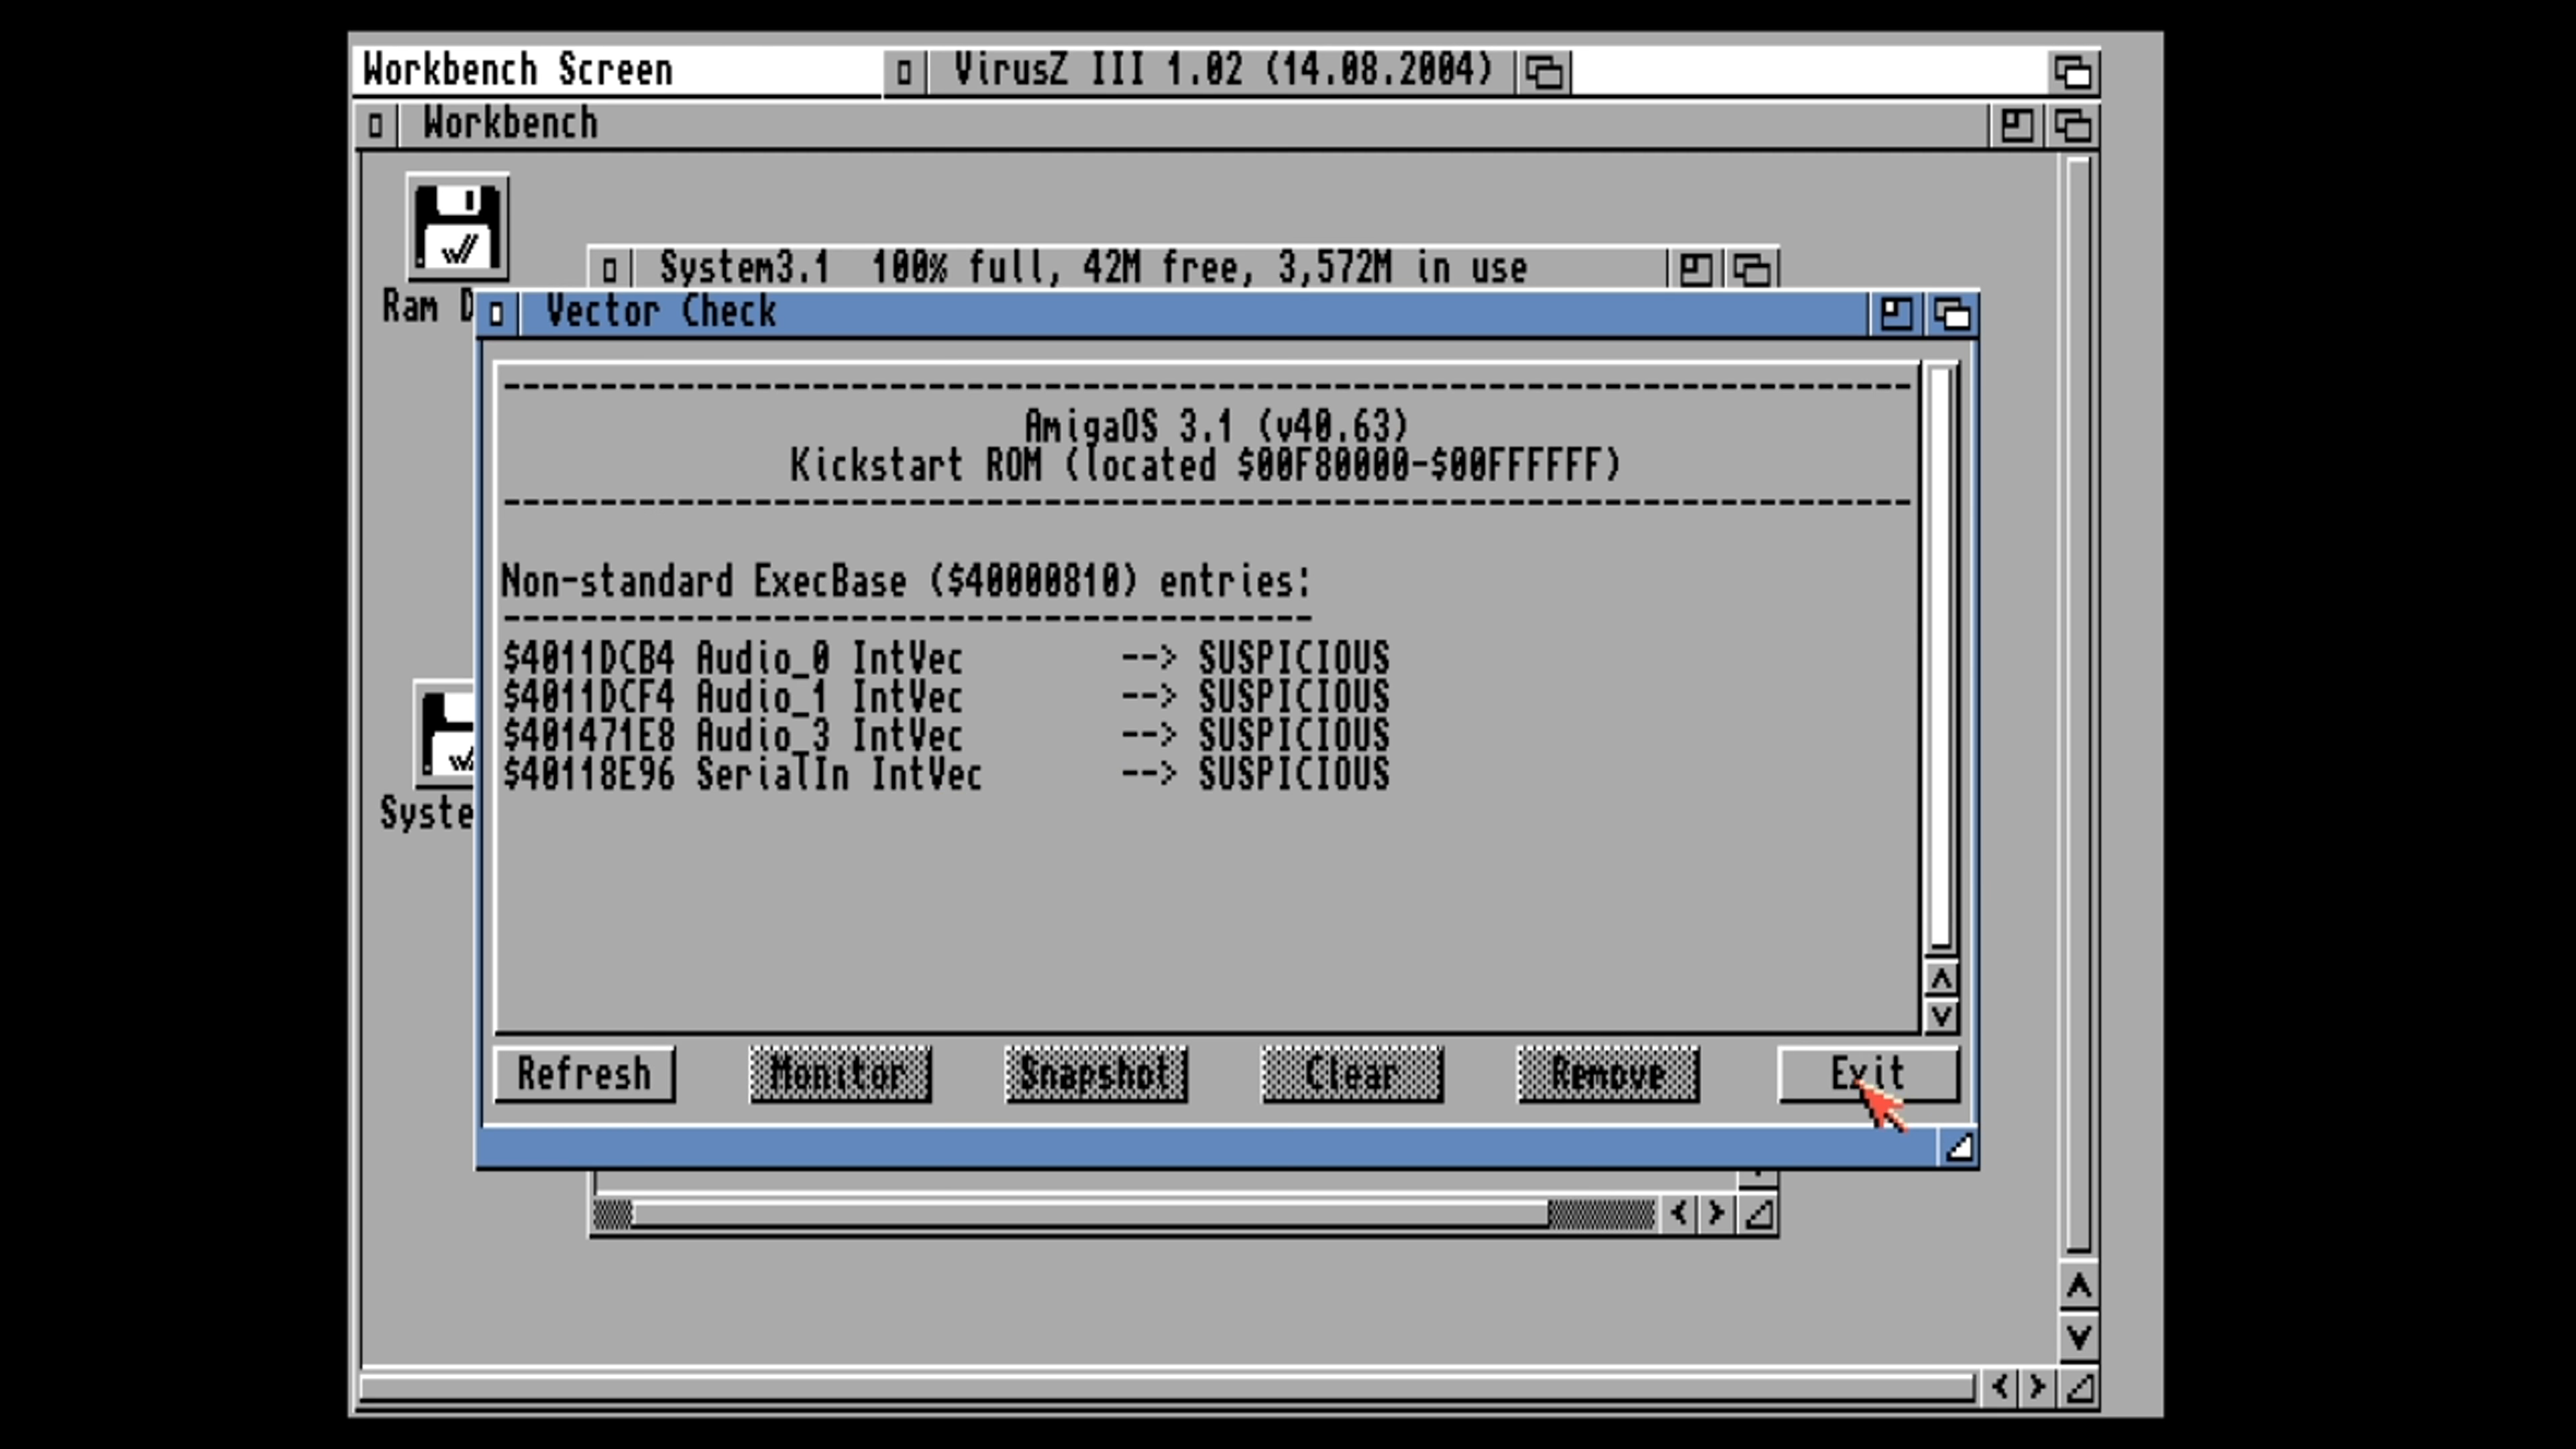 Workbench Screen
VirusZ III 1.02 (14.08.2004)
Workbench
System3.1  100% full, 42M free, 3,572M in use
Ram D
Vector Check
------------------------------------------------------------------------
AmigaOS 3.1 (v40.63)
Kickstart ROM (located $00F80000-$00FFFFFF)
------------------------------------------------------------------------
Non-standard ExecBase ($40000810) entries:
------------------------------------------
$4011DCB4 Audio_0 IntVec --> SUSPICIOUS
$4011DCF4 Audio_1 IntVec --> SUSPICIOUS
$401471E8 Audio_3 IntVec --> SUSPICIOUS
$40118E96 SerialIn IntVec --> SUSPICIOUS
Syste
Refresh Monitor Snapshot Clear Remove Exit